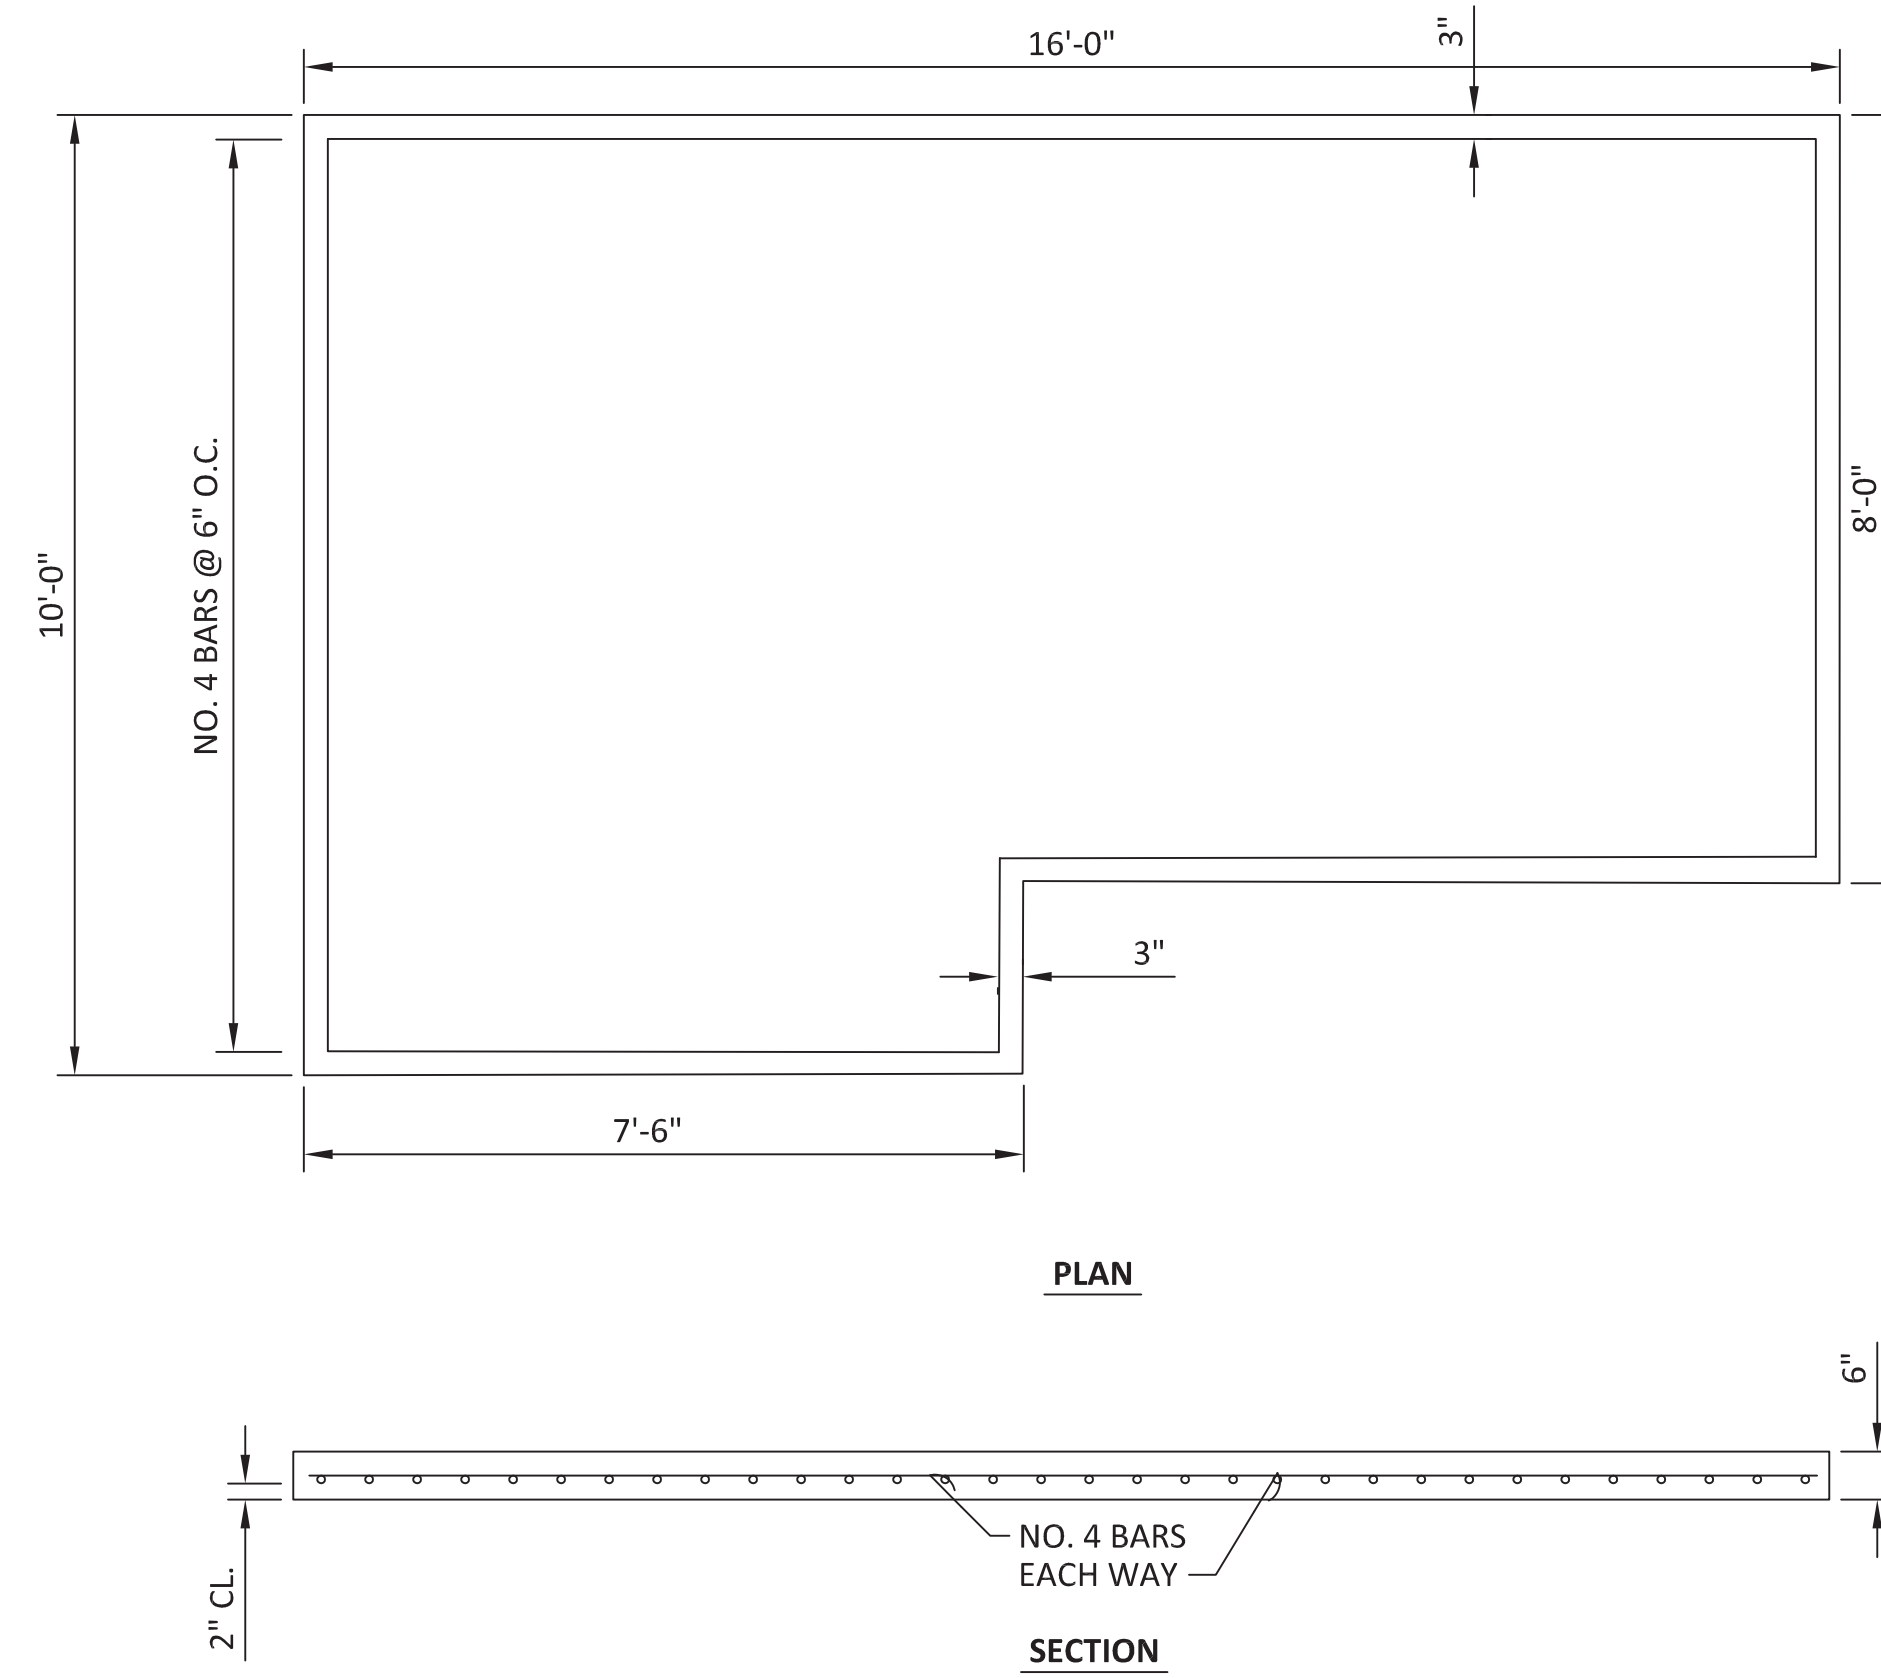 16'-0"
3"
10'-0"
NO. 4 BARS @ 6" O.C.
8'-0"
3"
7'-6"
PLAN
6"
2" CL.
NO. 4 BARS
EACH WAY
SECTION